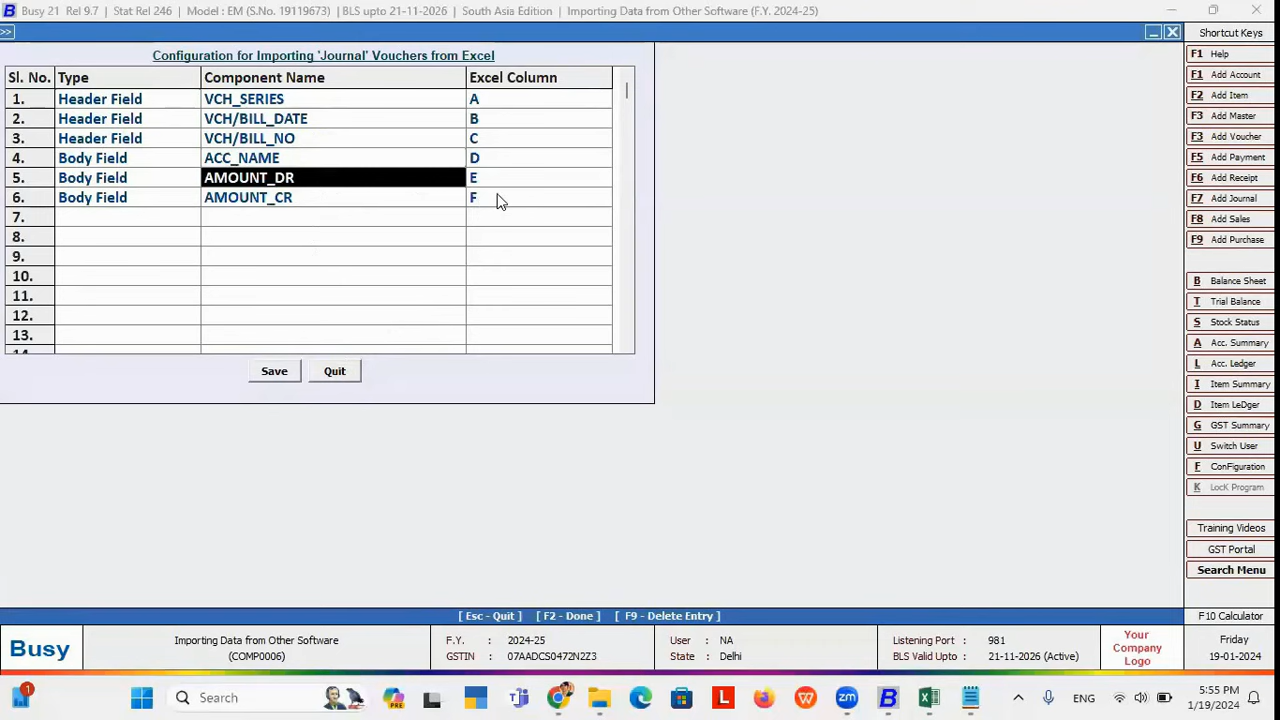 Busy 21 Rel 9.7 | Stat Rel 246 | Model : EM (S.No. 19119673) | BLS upto 21-11-2026 | South Asia Edition | Importing Data from Other Software (F.Y. 2024-25)
>>
Configuration for Importing 'Journal' Vouchers from Excel
Sl. No. Type Component Name Excel Column
1. Header Field VCH_SERIES A
2. Header Field VCH/BILL_DATE B
3. Header Field VCH/BILL_NO C
4. Body Field ACC_NAME D
5. Body Field AMOUNT_DR E
6. Body Field AMOUNT_CR F
7.
8.
9.
10.
11.
12.
13.
Save Quit
Shortcut Keys
F1 Help
F1 Add Account
F2 Add Item
F3 Add Master
F3 Add Voucher
F5 Add Payment
F6 Add Receipt
F7 Add Journal
F8 Add Sales
F9 Add Purchase
B Balance Sheet
T Trial Balance
S Stock Status
A Acc. Summary
L Acc. Ledger
I Item Summary
D Item LeDger
G GST Summary
U Switch User
F ConFiguration
K LocK Program
Training Videos
GST Portal
Search Menu
[ Esc - Quit ] [ F2 - Done ] [ F9 - Delete Entry ]
F10 Calculator
Busy
Importing Data from Other Software
(COMP0006)
F.Y. : 2024-25
GSTIN : 07AADCS0472N2Z3
User : NA
State : Delhi
Listening Port : 981
BLS Valid Upto : 21-11-2026 (Active)
Your
Company
Logo
Friday
19-01-2024
1
Search
PRE
ENG
5:55 PM
1/19/2024